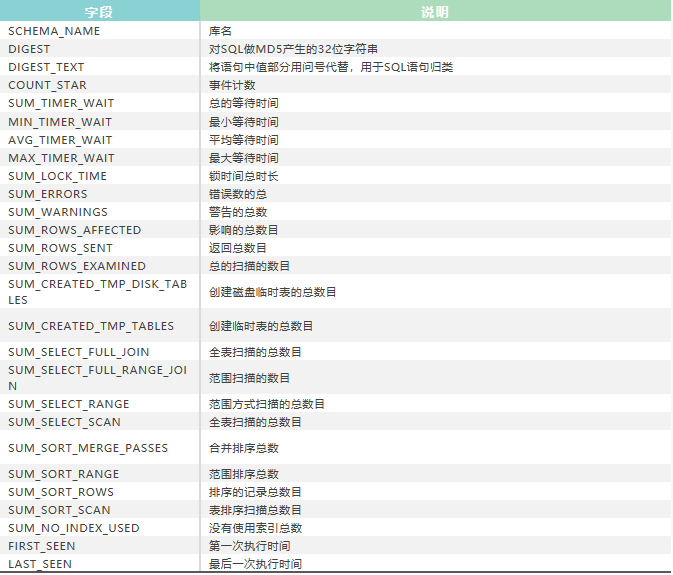 字段 说明
SCHEMA_NAME 库名
DIGEST 对SQL做MD5产生的32位字符串
DIGEST_TEXT 将语句中值部分用问号代替，用于SQL语句归类
COUNT_STAR 事件计数
SUM_TIMER_WAIT 总的等待时间
MIN_TIMER_WAIT 最小等待时间
AVG_TIMER_WAIT 平均等待时间
MAX_TIMER_WAIT 最大等待时间
SUM_LOCK_TIME 锁时间总时长
SUM_ERRORS 错误数的总
SUM_WARNINGS 警告的总数
SUM_ROWS_AFFECTED 影响的总数目
SUM_ROWS_SENT 返回总数目
SUM_ROWS_EXAMINED 总的扫描的数目
SUM_CREATED_TMP_DISK_TAB
LES 创建磁盘临时表的总数目
SUM_CREATED_TMP_TABLES 创建临时表的总数目
SUM_SELECT_FULL_JOIN 全表扫描的总数目
SUM_SELECT_FULL_RANGE_JOI
N 范围扫描的数目
SUM_SELECT_RANGE 范围方式扫描的总数目
SUM_SELECT_SCAN 全表扫描的总数目
SUM_SORT_MERGE_PASSES 合并排序总数
SUM_SORT_RANGE 范围排序总数
SUM_SORT_ROWS 排序的记录总数目
SUM_SORT_SCAN 表排序扫描总数目
SUM_NO_INDEX_USED 没有使用索引总数
FIRST_SEEN 第一次执行时间
LAST_SEEN 最后一次执行时间